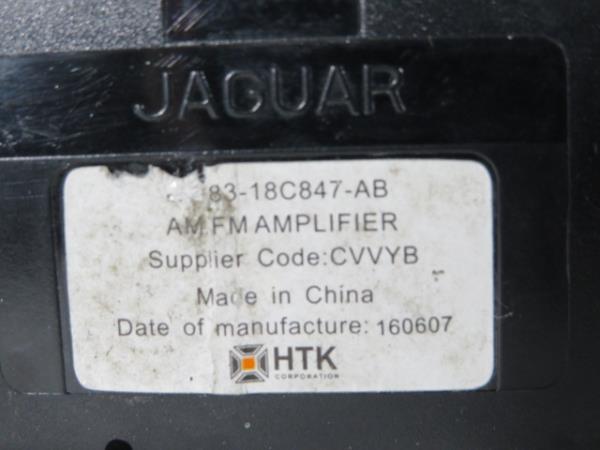 JAGUAR
83-18C847-AB
AM FM AMPLIFIER
Supplier Code:CVVYB
Made in China
Date of manufacture: 160607
HTK
CORPORATION